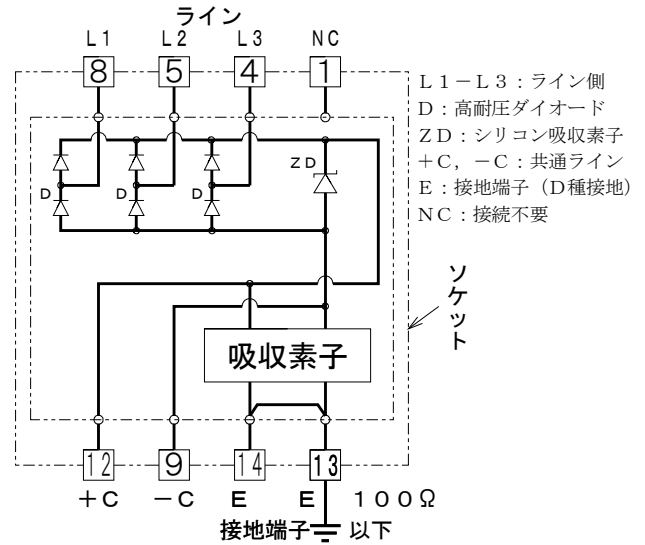 ライン
L1 L2 L3 NC
8 5 4 1
L1－L3：ライン側
D：高耐圧ダイオード
ZD：シリコン吸収素子
＋C，－C：共通ライン
E：接地端子（D種接地）
NC：接続不要
ZD
D D D
ソケット
吸収素子
12 9 14 13
＋C －C E E 100Ω
接地端子 以下